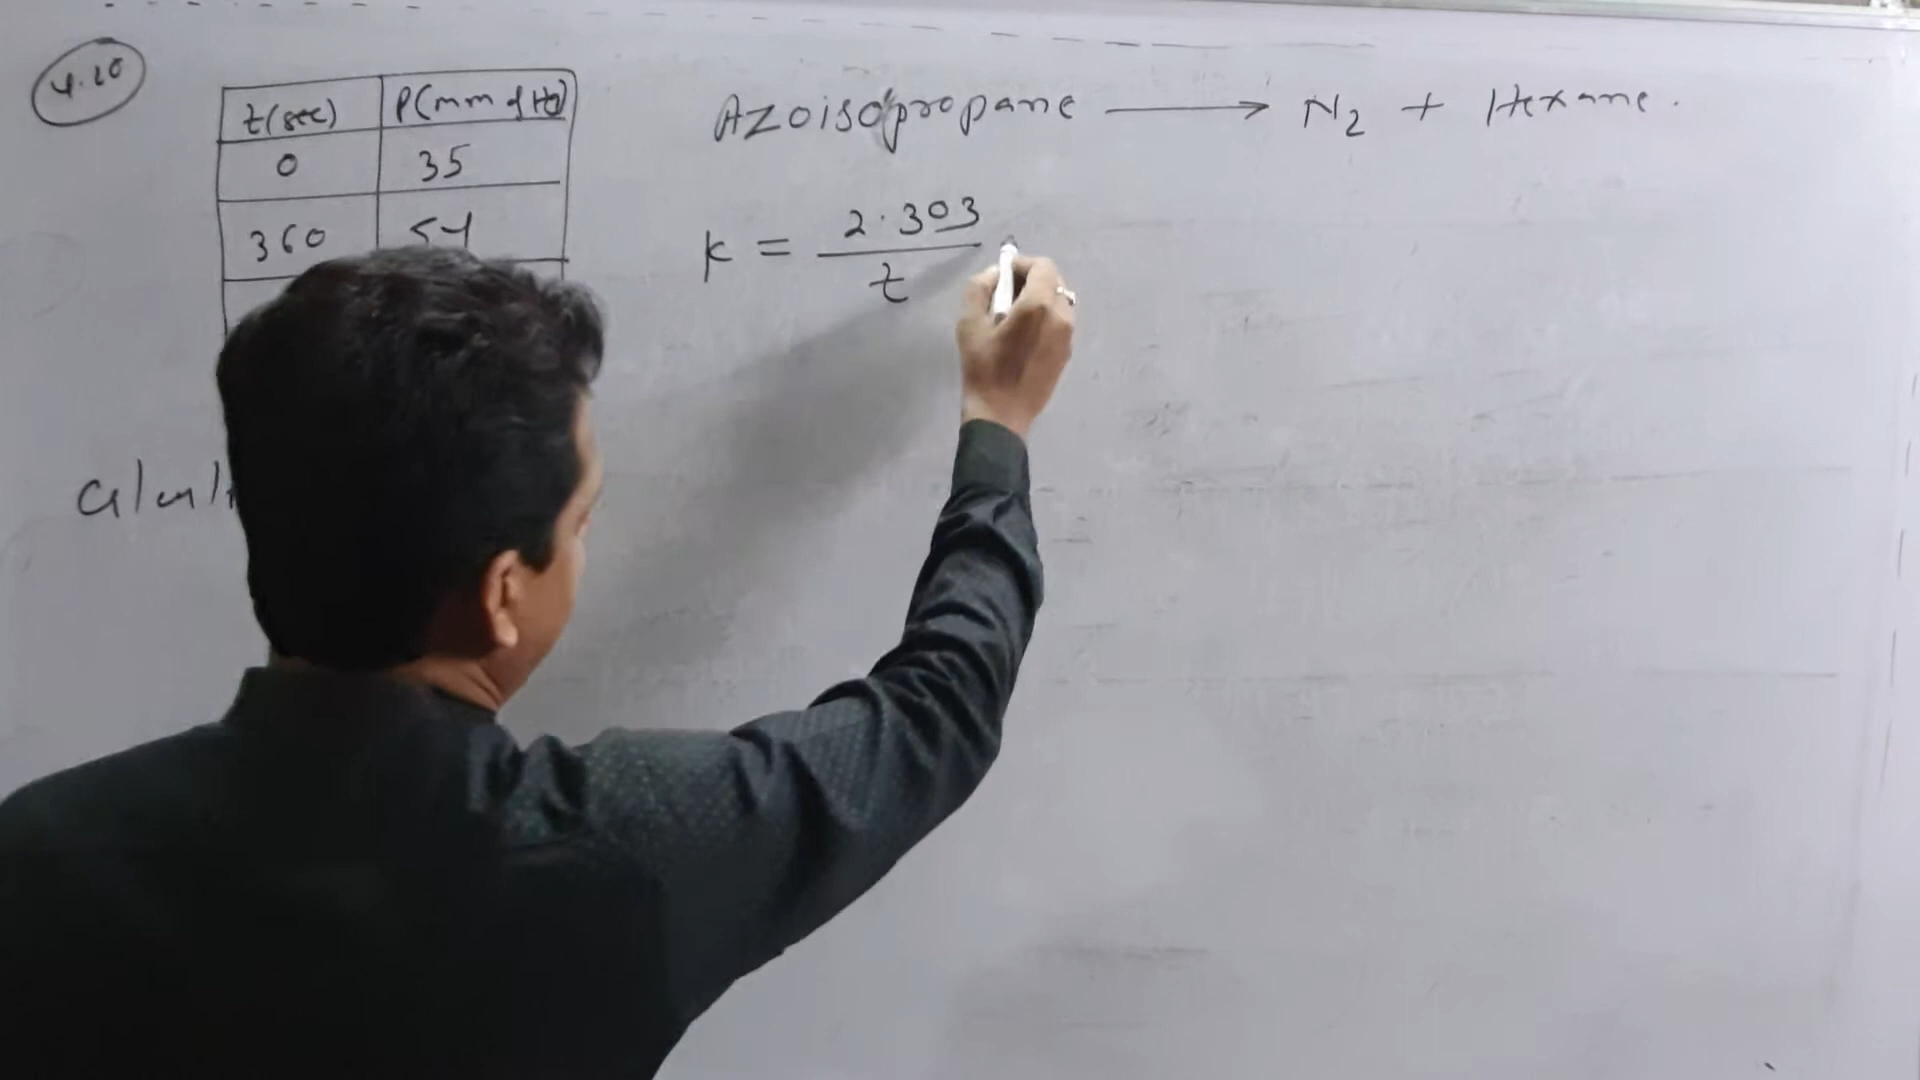 4.20
t(sec) P(mm of Hg)
0 35
360 54
Azoisopropane → N2 + Hexane.
k = 2.303 / t